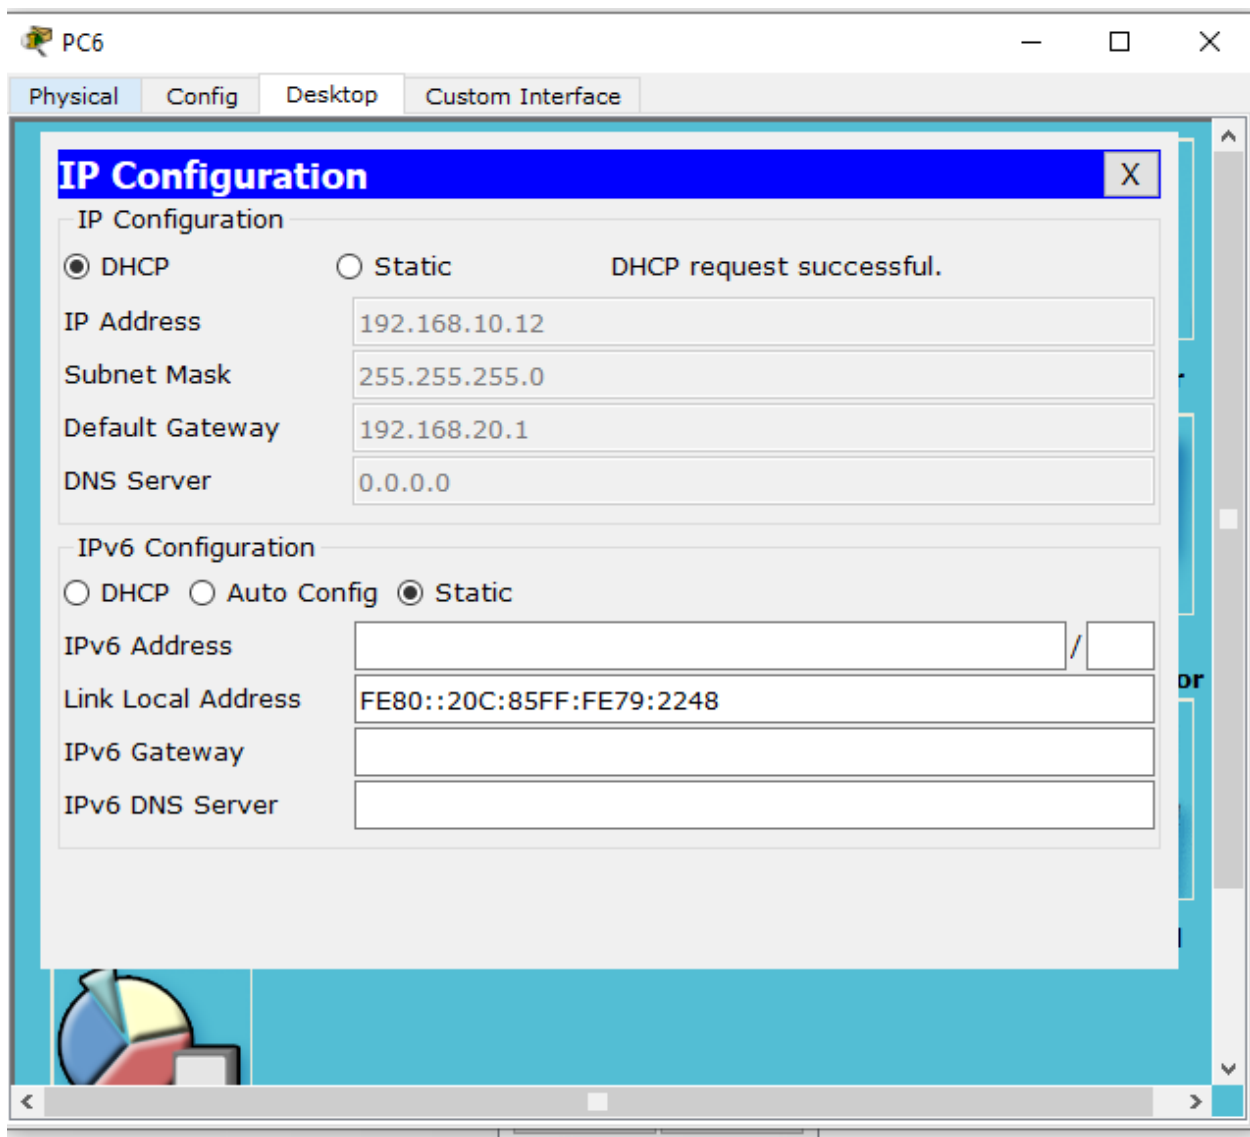 PC6
Physical Config Desktop Custom Interface
IP Configuration X
IP Configuration
DHCP Static DHCP request successful.
IP Address 192.168.10.12
Subnet Mask 255.255.255.0
Default Gateway 192.168.20.1
DNS Server 0.0.0.0
IPv6 Configuration
DHCP Auto Config Static
IPv6 Address /
Link Local Address FE80::20C:85FF:FE79:2248
IPv6 Gateway
IPv6 DNS Server
or